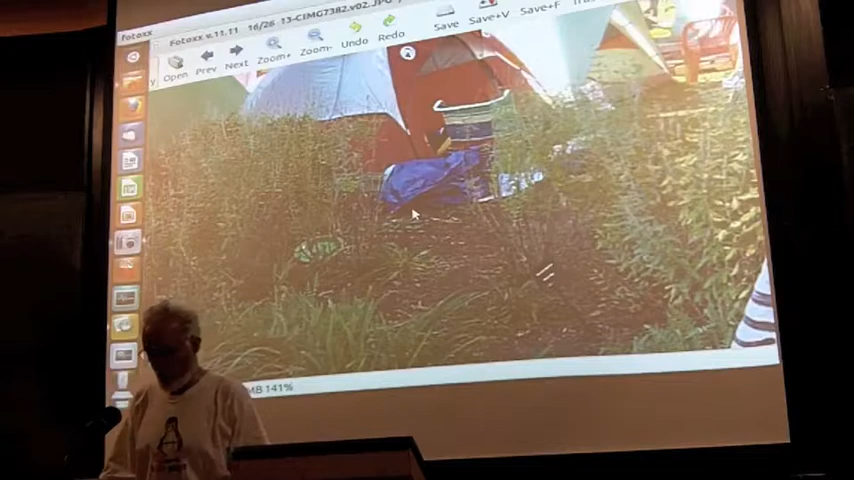 Fotoxx
Fotoxx v.11.11 16/26 13-CIMG7382.v02.F.JPG
Open Prev Next Zoom+ Zoom- Undo Redo Save Save+V Save+F
MB 141%